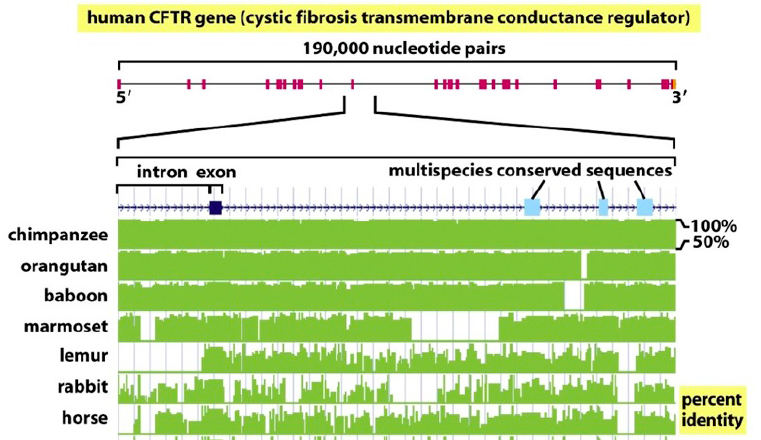 human CFTR gene (cystic fibrosis transmembrane conductance regulator)
190,000 nucleotide pairs
5′ 3′
intron exon multispecies conserved sequences
chimpanzee 100%
50%
orangutan
baboon
marmoset
lemur
rabbit
horse
percent
identity